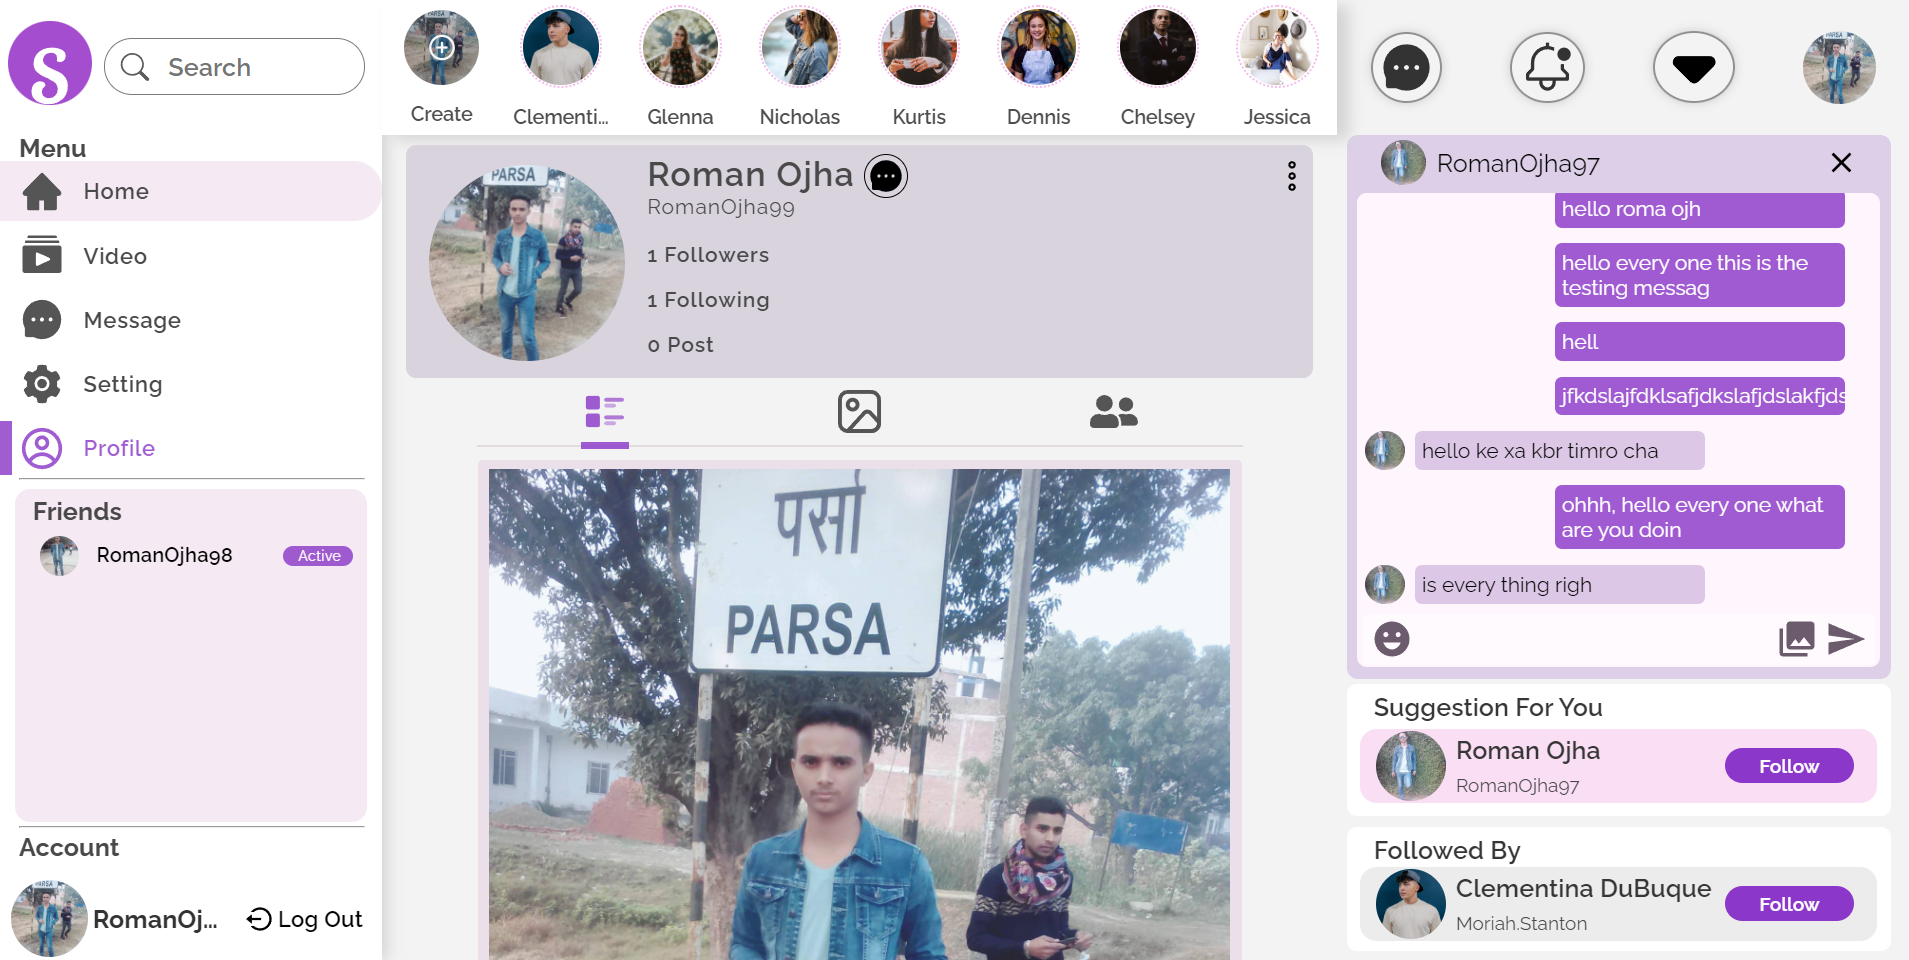 S
Search
Menu
Home
Video
Message
Setting
Profile
Friends
RomanOjha98
Active
Account
RomanOj...
Log Out
Create
Clementi...
Glenna
Nicholas
Kurtis
Dennis
Chelsey
Jessica
PARSA
Roman Ojha
RomanOjha99
1 Followers
1 Following
0 Post
पर्सा
PARSA
PARSA
RomanOjha97
hello roma ojh
hello every one this is the
testing messag
hell
jfkdslajfdklsafjdkslafjdslakfjds
hello ke xa kbr timro cha
ohhh, hello every one what
are you doin
is every thing righ
Suggestion For You
Roman Ojha
RomanOjha97
Follow
Followed By
Clementina DuBuque
Moriah.Stanton
Follow